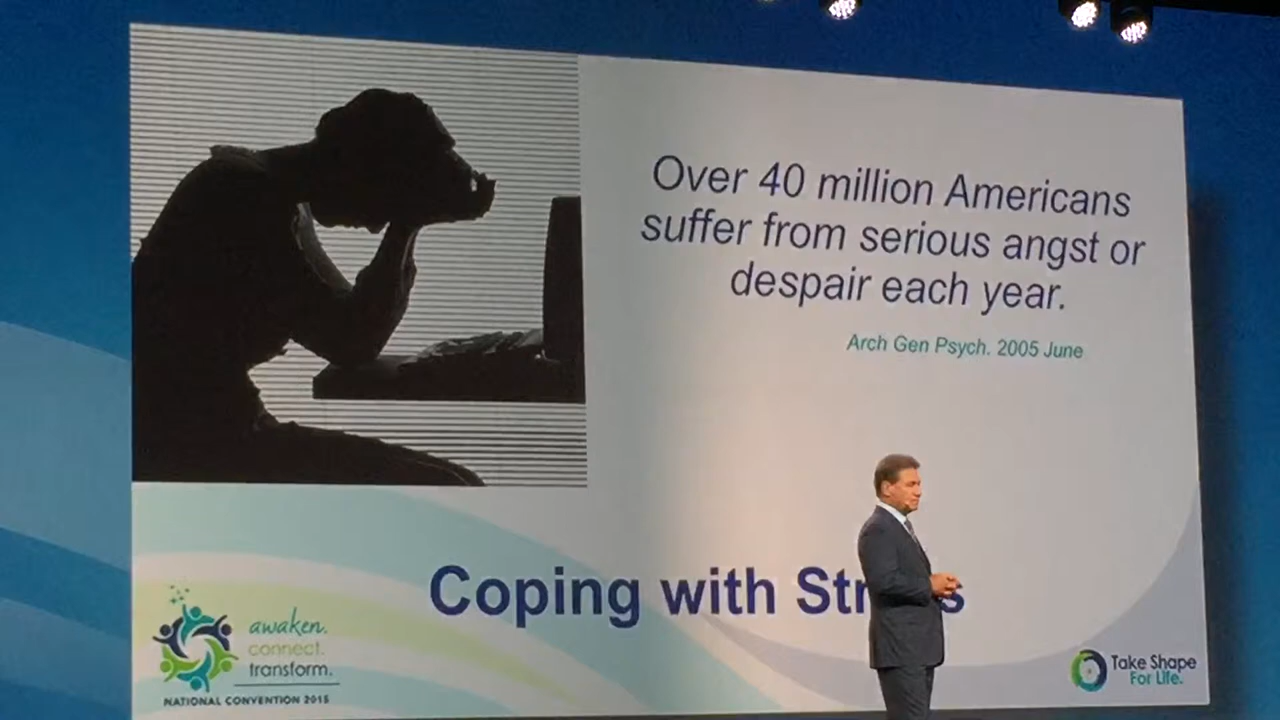 Over 40 million Americans
suffer from serious angst or
despair each year.
Arch Gen Psych. 2005 June
Coping with
awaken.
connect.
transform.
NATIONAL CONVENTION 2015
Take Shape
For Life.